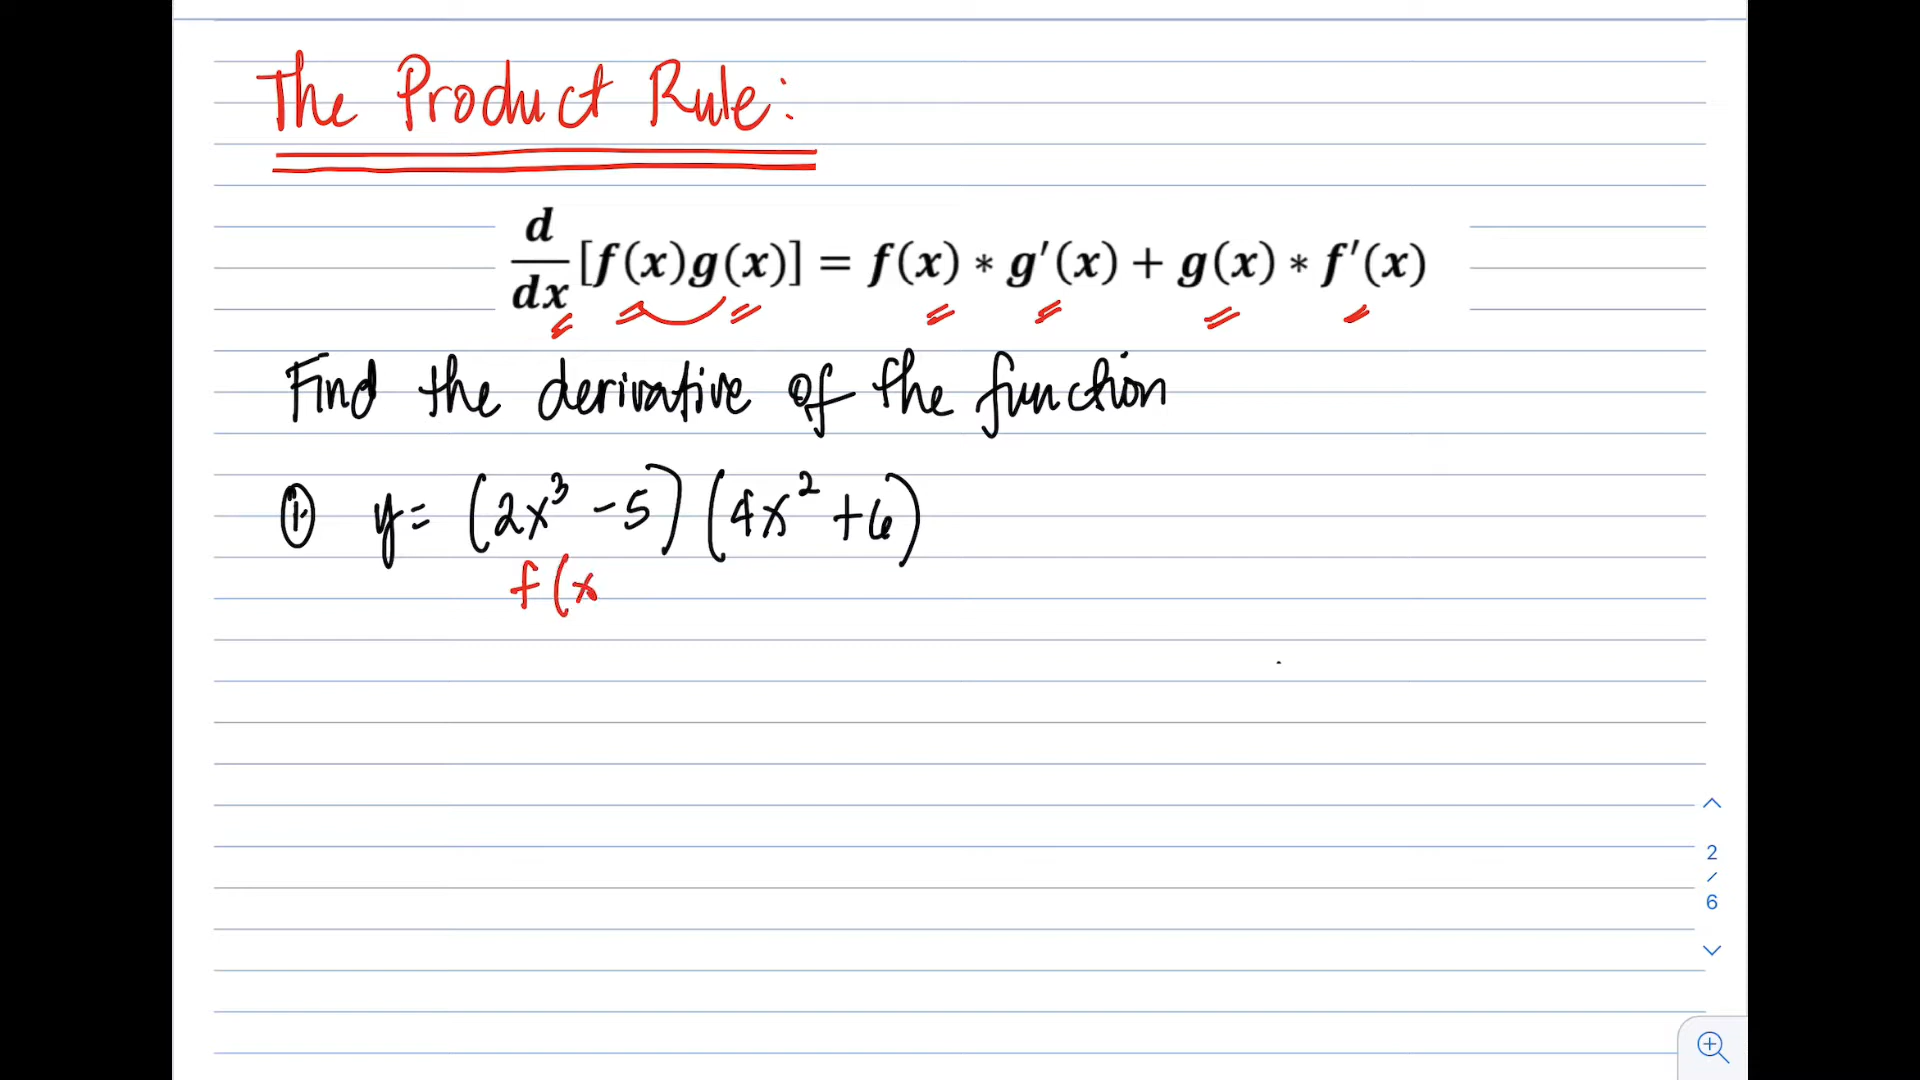 The Product Rule:
d/dx [f(x)g(x)] = f(x) * g′(x) + g(x) * f′(x)
Find the derivative of the function
① y = (2x³ - 5) (4x² + 6)
f(x
2
/
6